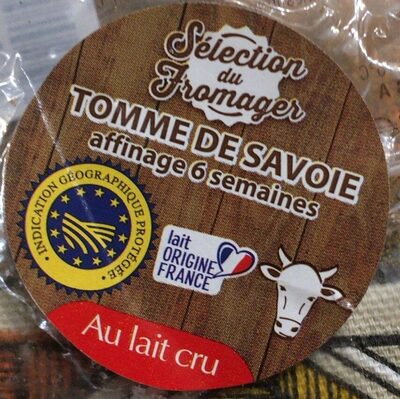 Sélection
du
Fromager
TOMME DE SAVOIE
affinage 6 semaines
INDICATION GÉOGRAPHIQUE PROTÉGÉE
lait
ORIGINE
FRANCE
Au lait cru